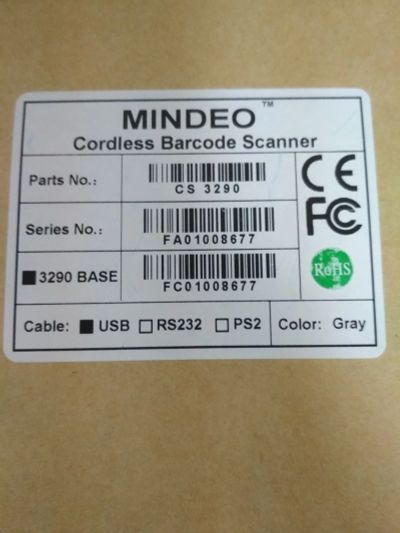 MINDEO™
Cordless Barcode Scanner
Parts No.:
CS 3290
Series No.:
FA01008677
3290 BASE
FC01008677
CE
FC
RoHS
Cable: USB RS232 PS2
Color: Gray